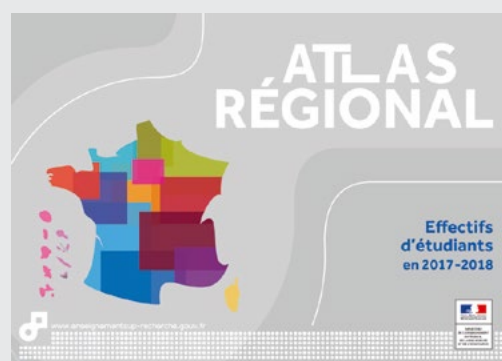 ATLAS
RÉGIONAL
Effectifs
d'étudiants
en 2017-2018